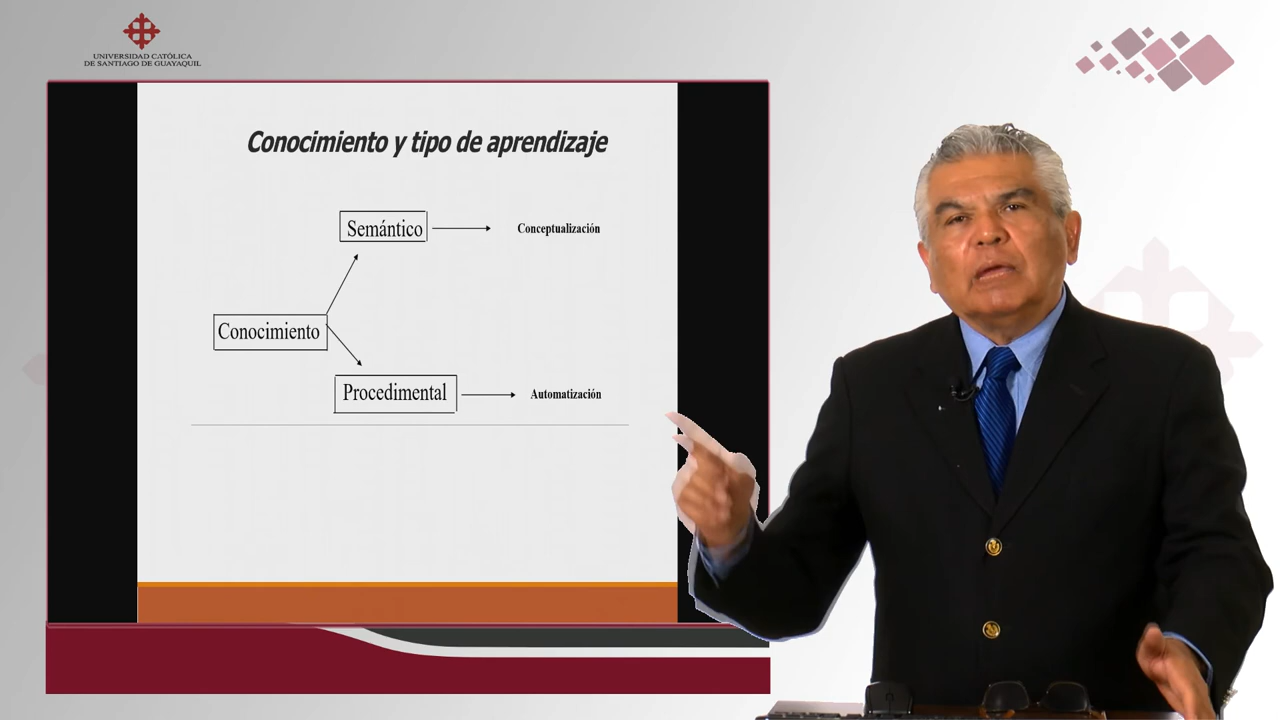 UNIVERSIDAD CATÓLICA
DE SANTIAGO DE GUAYAQUIL
Conocimiento y tipo de aprendizaje
Semántico
Conceptualización
Conocimiento
Procedimental
Automatización